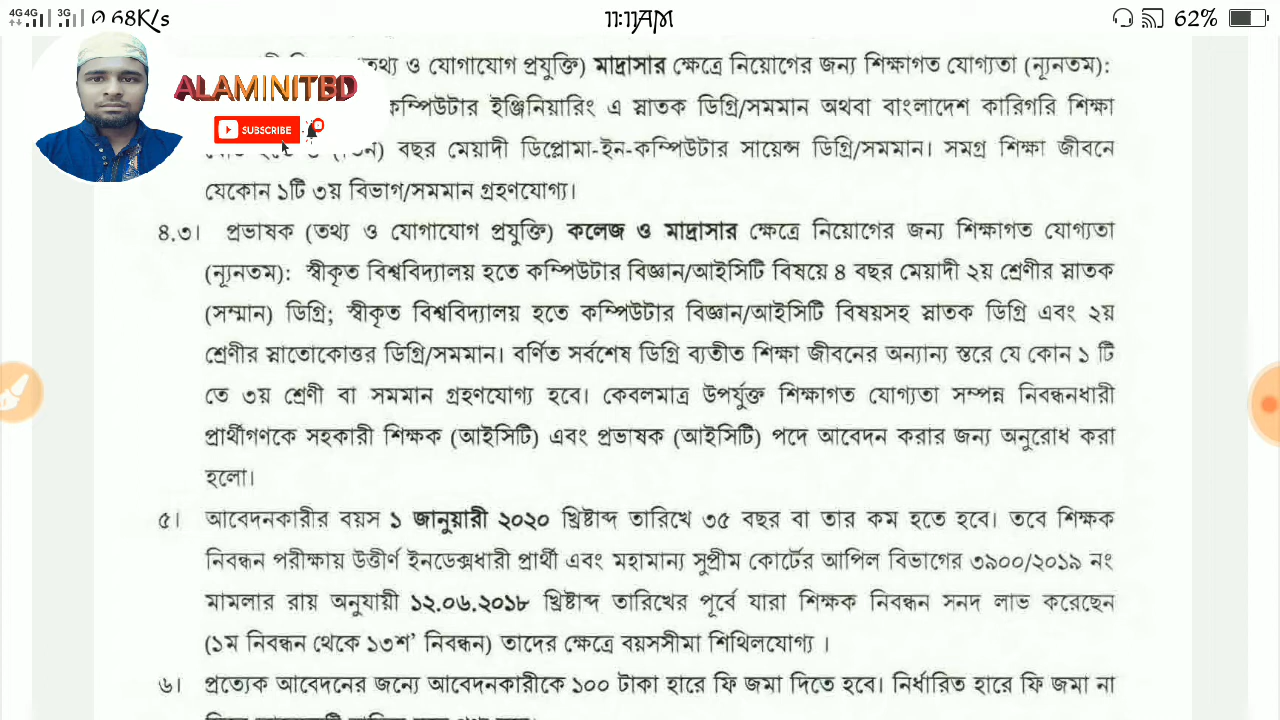 4G4G 3G 0.68K/s 11:11AM 62%
(তথ্য ও যোগাযোগ প্রযুক্তি) মাদ্রাসার ক্ষেত্রে নিয়োগের জন্য শিক্ষাগত যোগ্যতা (ন্যূনতম):
ALAMINITBD
SUBSCRIBE
কম্পিউটার ইঞ্জিনিয়ারিং এ স্নাতক ডিগ্রি/সমমান অথবা বাংলাদেশ কারিগরি শিক্ষা
বছর মেয়াদী ডিপ্লোমা-ইন-কম্পিউটার সায়েন্স ডিগ্রি/সমমান। সমগ্র শিক্ষা জীবনে
যেকোন ১টি ৩য় বিভাগ/সমমান গ্রহণযোগ্য।
৪.৩। প্রভাষক (তথ্য ও যোগাযোগ প্রযুক্তি) কলেজ ও মাদ্রাসার ক্ষেত্রে নিয়োগের জন্য শিক্ষাগত যোগ্যতা
(ন্যূনতম): স্বীকৃত বিশ্ববিদ্যালয় হতে কম্পিউটার বিজ্ঞান/আইসিটি বিষয়ে ৪ বছর মেয়াদী ২য় শ্রেণীর স্নাতক
(সম্মান) ডিগ্রি; স্বীকৃত বিশ্ববিদ্যালয় হতে কম্পিউটার বিজ্ঞান/আইসিটি বিষয়সহ স্নাতক ডিগ্রি এবং ২য়
শ্রেণীর স্নাতোকোত্তর ডিগ্রি/সমমান। বর্ণিত সর্বশেষ ডিগ্রি ব্যতীত শিক্ষা জীবনের অন্যান্য স্তরে যে কোন ১ টি
তে ৩য় শ্রেণী বা সমমান গ্রহণযোগ্য হবে। কেবলমাত্র উপর্যুক্ত শিক্ষাগত যোগ্যতা সম্পন্ন নিবন্ধনধারী
প্রার্থীগণকে সহকারী শিক্ষক (আইসিটি) এবং প্রভাষক (আইসিটি) পদে আবেদন করার জন্য অনুরোধ করা
হলো।
৫। আবেদনকারীর বয়স ১ জানুয়ারী ২০২০ খ্রিষ্টাব্দ তারিখে ৩৫ বছর বা তার কম হতে হবে। তবে শিক্ষক
নিবন্ধন পরীক্ষায় উত্তীর্ণ ইনডেক্সধারী প্রার্থী এবং মহামান্য সুপ্রীম কোর্টের আপিল বিভাগের ৩৯০০/২০১৯ নং
মামলার রায় অনুযায়ী ১২.০৬.২০১৮ খ্রিষ্টাব্দ তারিখের পূর্বে যারা শিক্ষক নিবন্ধন সনদ লাভ করেছেন
(১ম নিবন্ধন থেকে ১৩শ' নিবন্ধন) তাদের ক্ষেত্রে বয়সসীমা শিথিলযোগ্য ।
৬। প্রত্যেক আবেদনের জন্যে আবেদনকারীকে ১০০ টাকা হারে ফি জমা দিতে হবে। নির্ধারিত হারে ফি জমা না